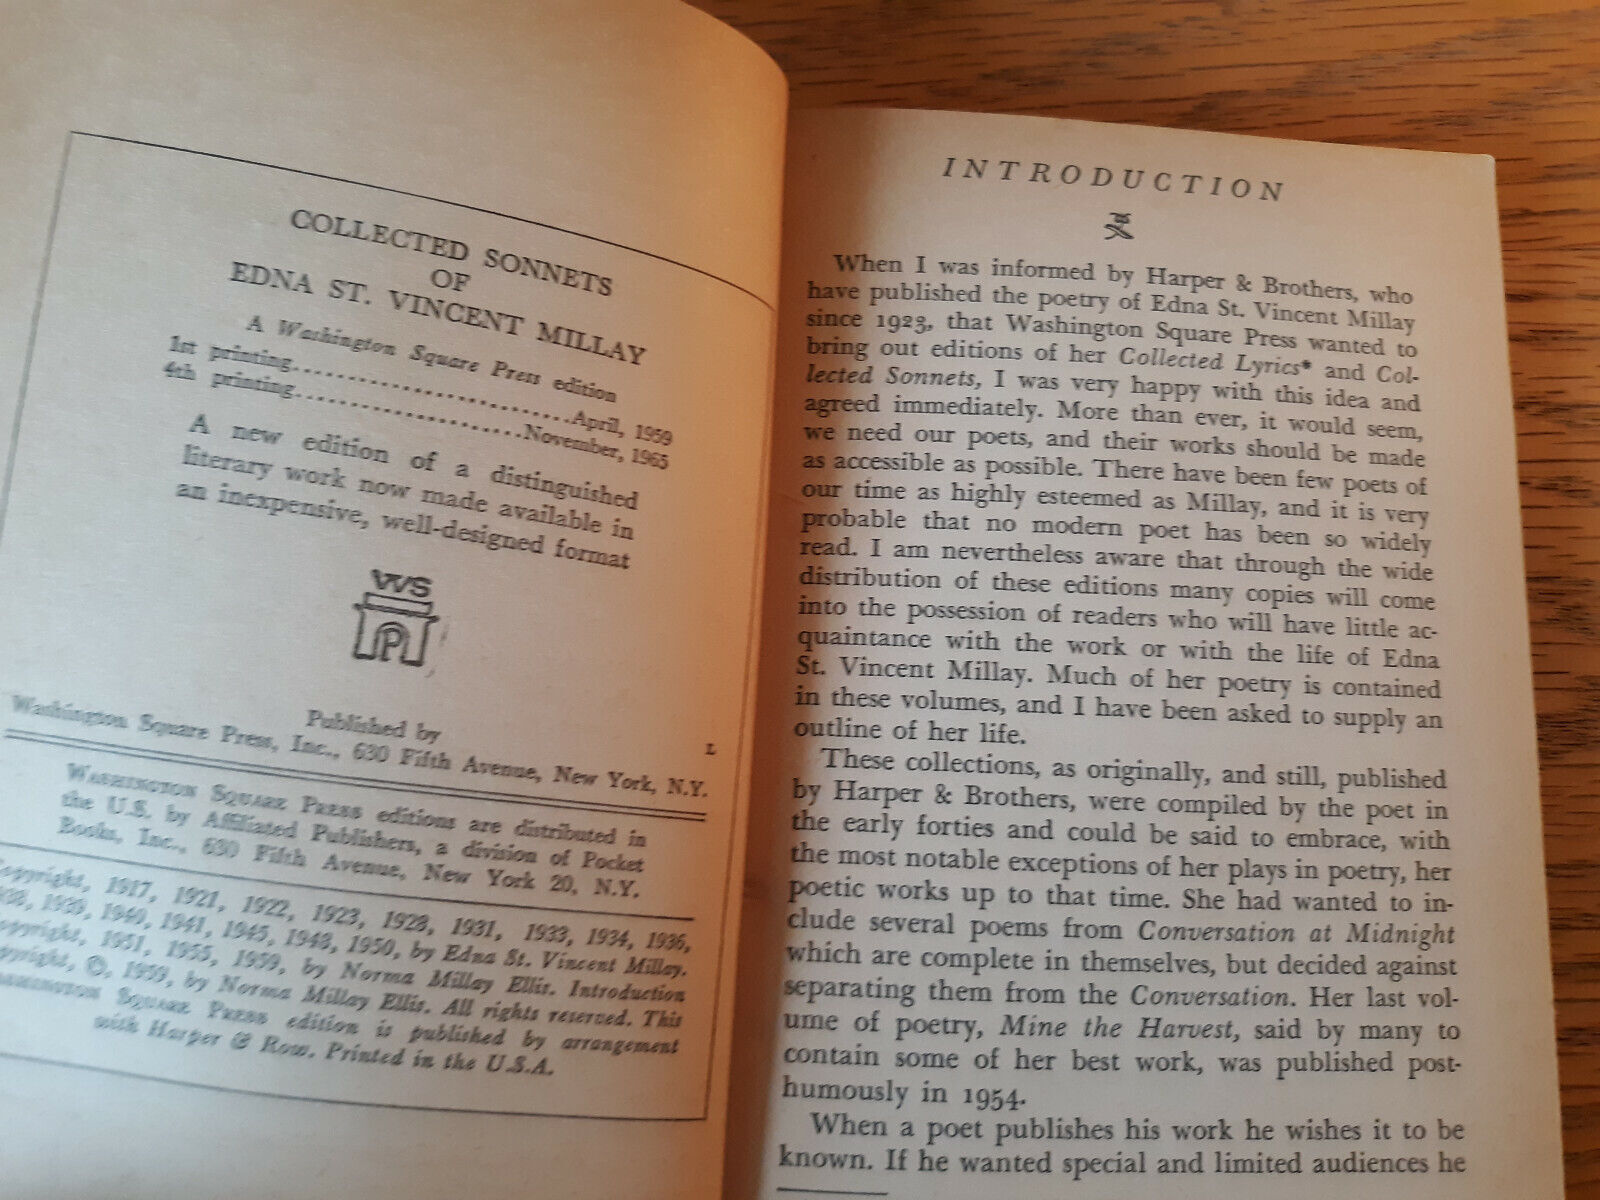 COLLECTED SONNETS
OF
EDNA ST. VINCENT MILLAY
A Washington Square Press edition
1st printing..............................April, 1959
4th printing........................November, 1965
A new edition of a distinguished
literary work now made available in
an inexpensive, well-designed format
WS
P
Published by
L
Washington Square Press, Inc., 630 Fifth Avenue, New York, N.Y.
WASHINGTON SQUARE PRESS editions are distributed in
the U.S. by Affiliated Publishers, a division of Pocket
Books, Inc., 630 Fifth Avenue, New York 20, N.Y.
Copyright, 1917, 1921, 1922, 1923, 1928, 1931, 1933, 1934, 1936,
1939, 1940, 1941, 1945, 1948, 1950, by Edna St. Vincent Millay.
1951, 1955, 1959, by Norma Millay Ellis. Introduction
©, 1959, by Norma Millay Ellis. All rights reserved. This
SQUARE PRESS edition is published by arrangement
with Harper & Row. Printed in the U.S.A.
INTRODUCTION
When I was informed by Harper & Brothers, who
have published the poetry of Edna St. Vincent Millay
since 1923, that Washington Square Press wanted to
bring out editions of her Collected Lyrics* and Col-
lected Sonnets, I was very happy with this idea and
agreed immediately. More than ever, it would seem,
we need our poets, and their works should be made
as accessible as possible. There have been few poets of
our time as highly esteemed as Millay, and it is very
probable that no modern poet has been so widely
read. I am nevertheless aware that through the wide
distribution of these editions many copies will come
into the possession of readers who will have little ac-
quaintance with the work or with the life of Edna
St. Vincent Millay. Much of her poetry is contained
in these volumes, and I have been asked to supply an
outline of her life.
These collections, as originally, and still, published
by Harper & Brothers, were compiled by the poet in
the early forties and could be said to embrace, with
the most notable exceptions of her plays in poetry, her
poetic works up to that time. She had wanted to in-
clude several poems from Conversation at Midnight
which are complete in themselves, but decided against
separating them from the Conversation. Her last vol-
ume of poetry, Mine the Harvest, said by many to
contain some of her best work, was published post-
humously in 1954.
When a poet publishes his work he wishes it to be
known. If he wanted special and limited audiences he